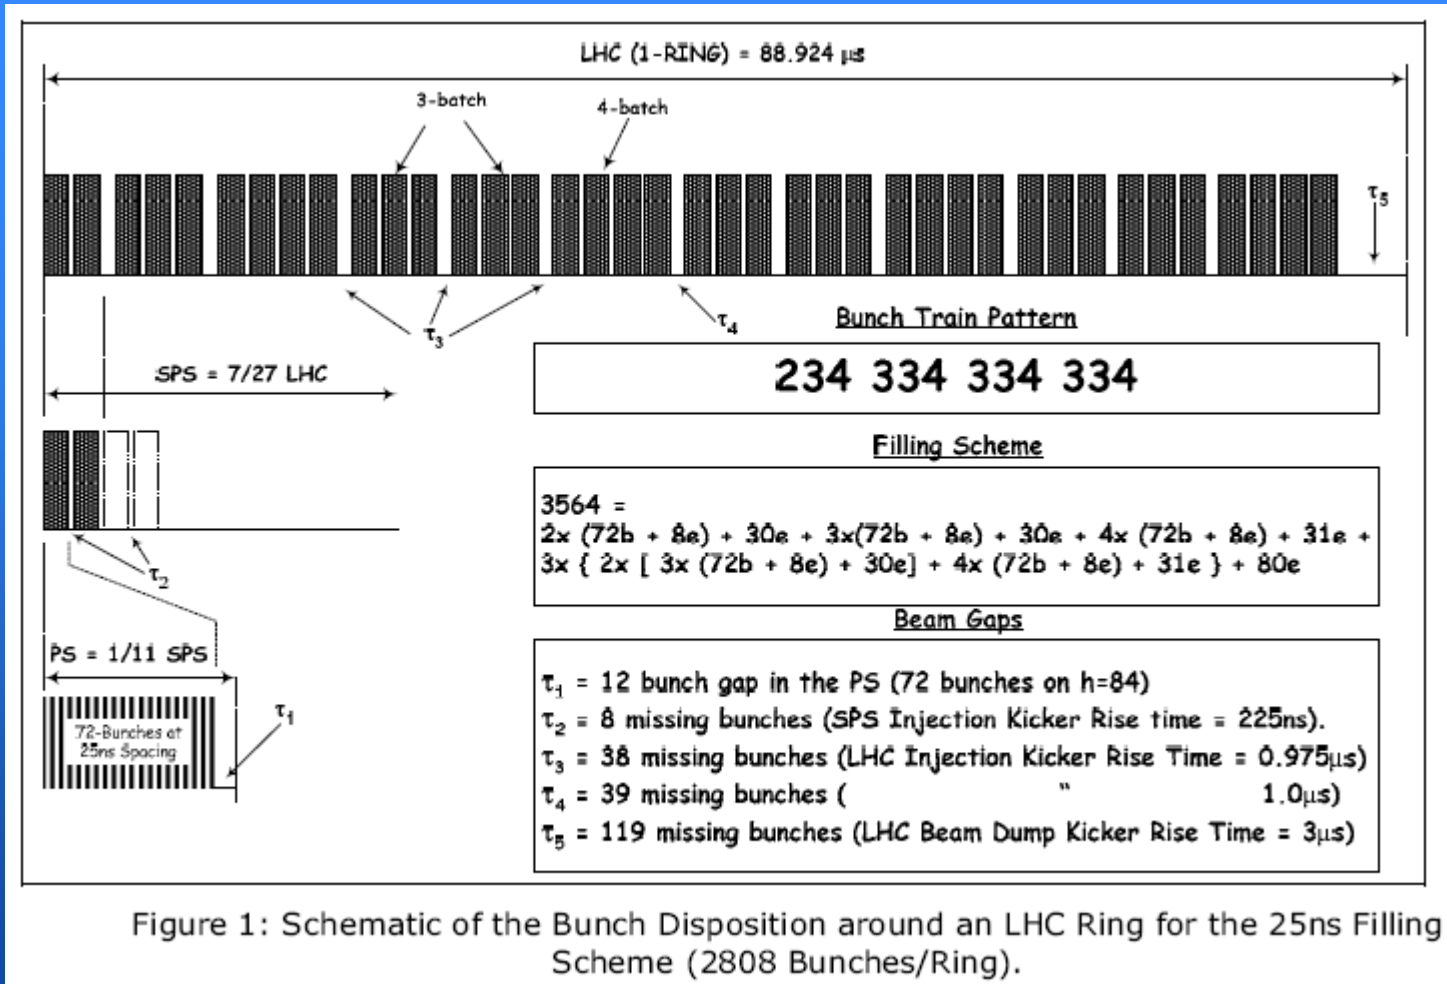 LHC (1-RING) = 88.924 µs
3-batch
4-batch
τ5
τ3
τ4
Bunch Train Pattern
234 334 334 334
SPS = 7/27 LHC
Filling Scheme
3564 =
2x (72b + 8e) + 30e + 3x(72b + 8e) + 30e + 4x (72b + 8e) + 31e +
3x { 2x [ 3x (72b + 8e) + 30e] + 4x (72b + 8e) + 31e } + 80e
τ2
Beam Gaps
PS = 1/11 SPS
τ1
72-Bunches at
25ns Spacing
τ1 = 12 bunch gap in the PS (72 bunches on h=84)
τ2 = 8 missing bunches (SPS Injection Kicker Rise time = 225ns).
τ3 = 38 missing bunches (LHC Injection Kicker Rise Time = 0.975µs)
τ4 = 39 missing bunches ( " 1.0µs)
τ5 = 119 missing bunches (LHC Beam Dump Kicker Rise Time = 3µs)
Figure 1: Schematic of the Bunch Disposition around an LHC Ring for the 25ns Filling
Scheme (2808 Bunches/Ring).